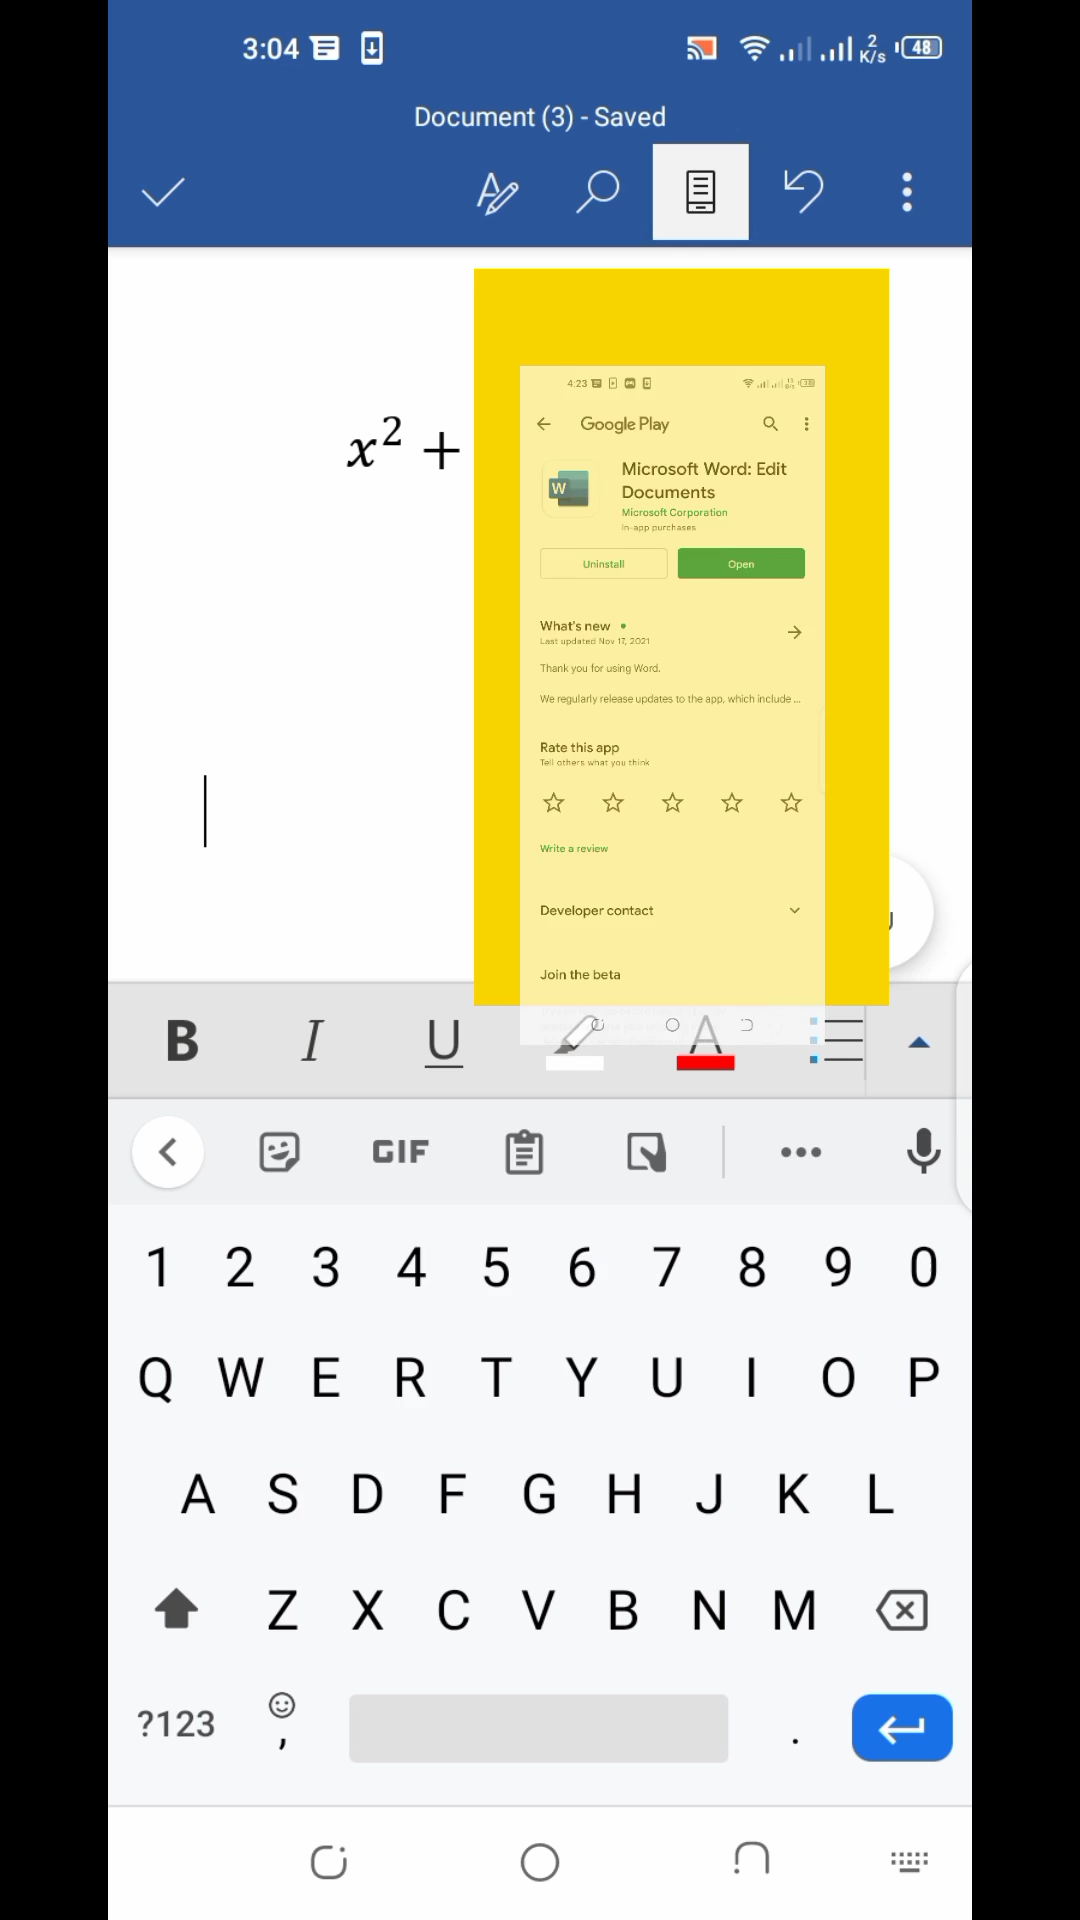 3:04
2
K/s
48
Document (3) - Saved
x² +
4:23
Google Play
W
Microsoft Word: Edit
Documents
Microsoft Corporation
In-app purchases
Uninstall
Open
What's new
Last updated Nov 17, 2021
Thank you for using Word.
We regularly release updates to the app, which include ...
Rate this app
Tell others what you think
Write a review
Developer contact
Join the beta
B I U A
GIF
1 2 3 4 5 6 7 8 9 0
Q W E R T Y U I O P
A S D F G H J K L
Z X C V B N M
?123 , .